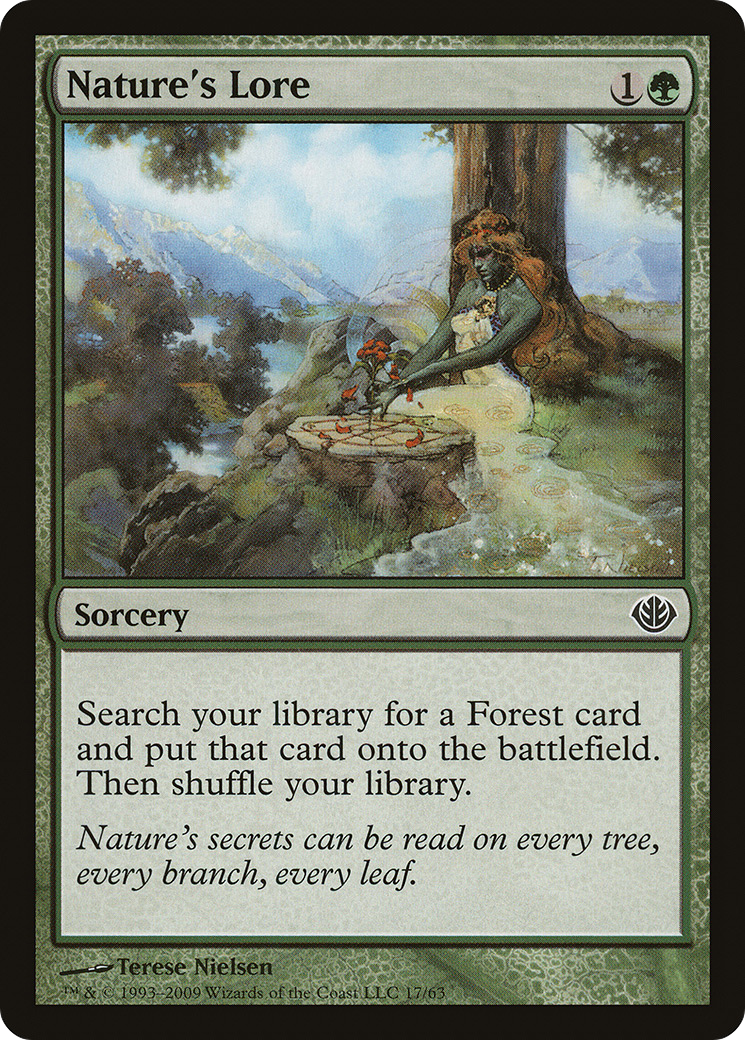 Nature's Lore 1
Sorcery
Search your library for a Forest card
and put that card onto the battlefield.
Then shuffle your library.
Nature's secrets can be read on every tree,
every branch, every leaf.
Terese Nielsen
™ & © 1993–2009 Wizards of the Coast LLC 17/63